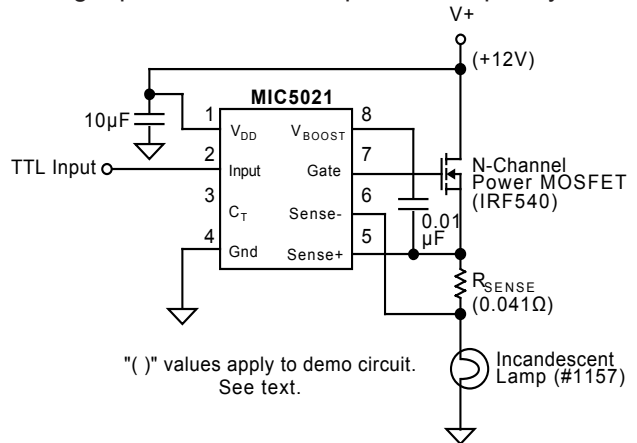 V+
(+12V)
MIC5021
10µF
1
V_DD
V_BOOST
8
TTL Input
2
Input
Gate
7
N-Channel
Power MOSFET
(IRF540)
3
C_T
Sense-
6
0.01
µF
4
Gnd
Sense+
5
R_SENSE
(0.041Ω)
"( )" values apply to demo circuit.
See text.
Incandescent
Lamp (#1157)